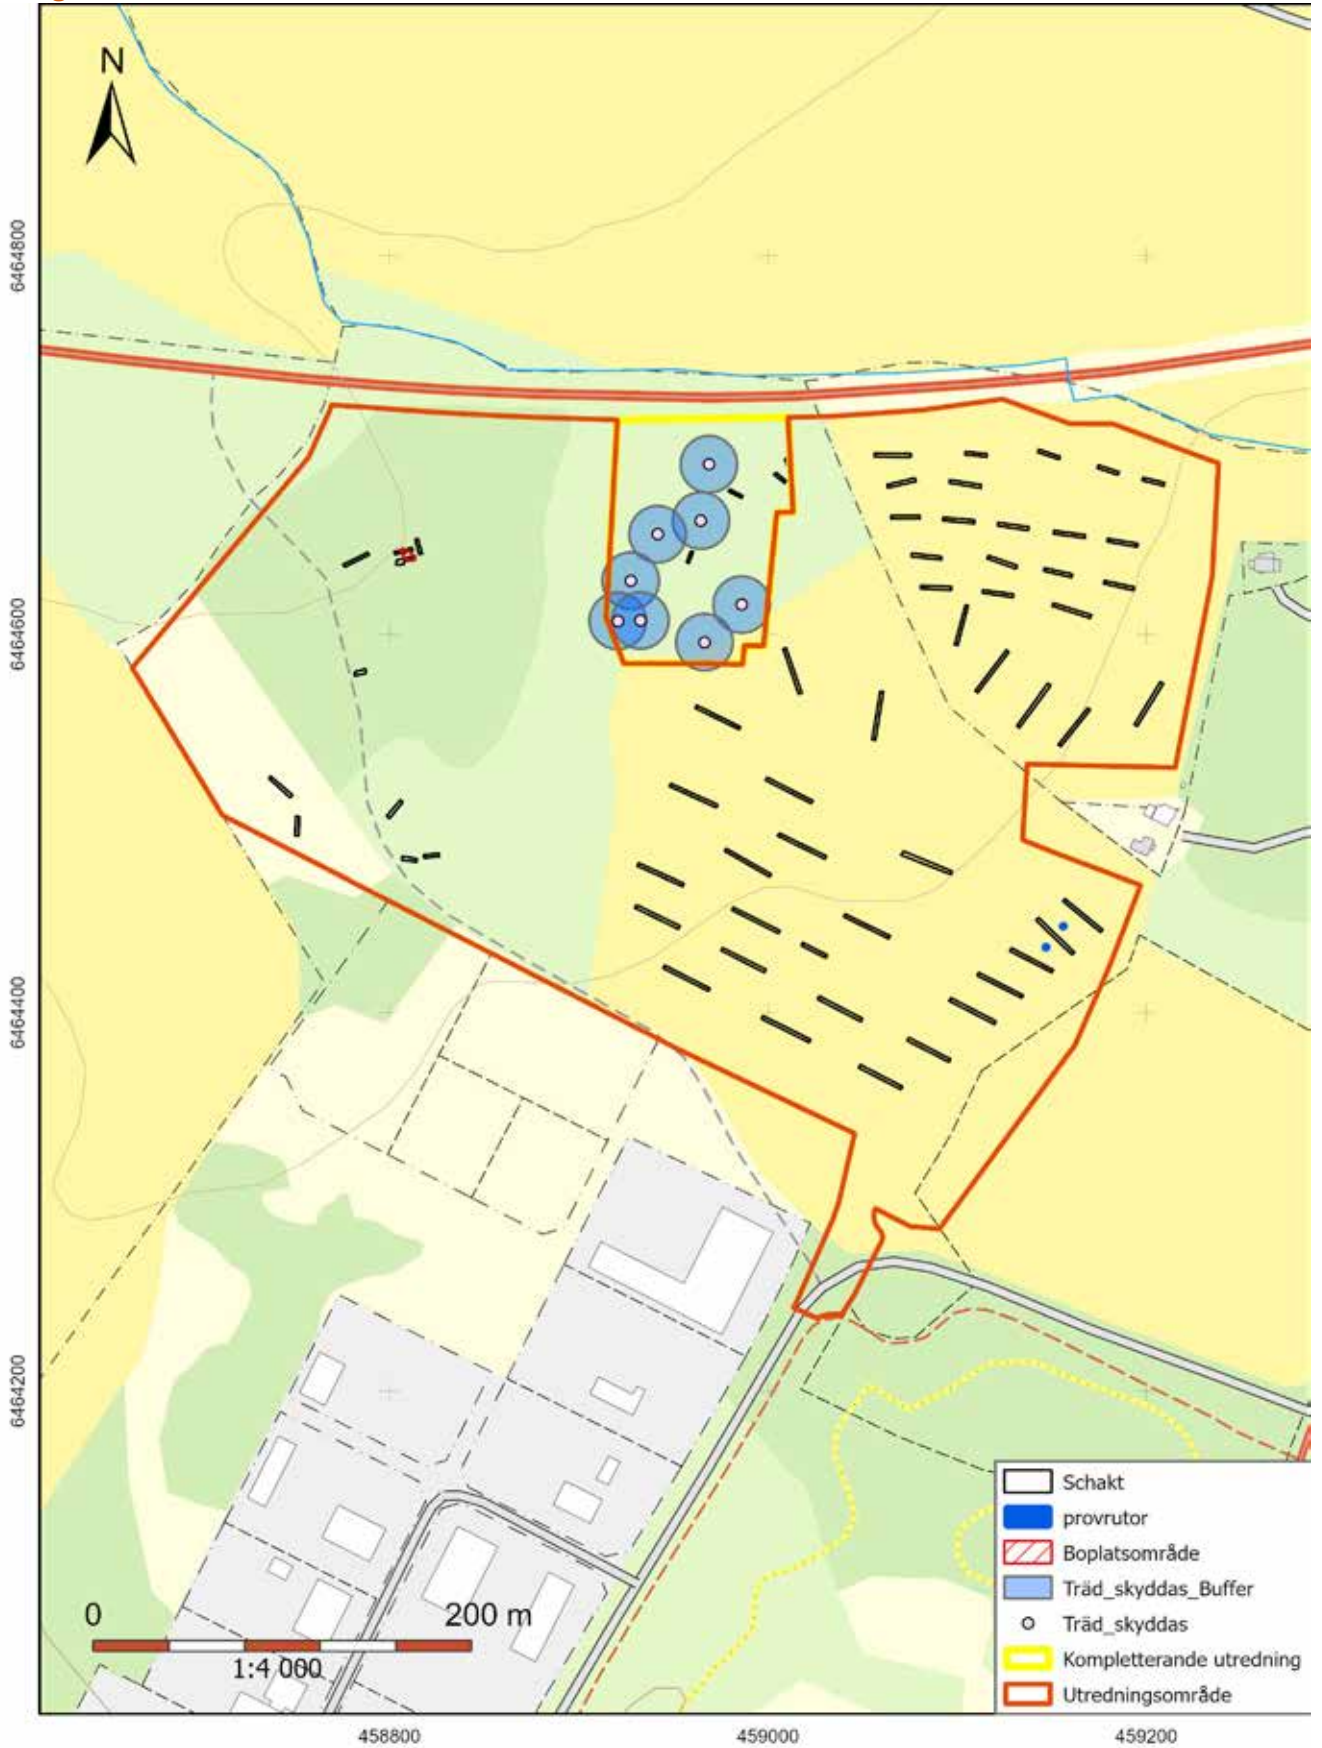 N
6464800
6464600
6464400
6464200
0 200 m
1:4 000
Schakt
provrutor
Boplatsområde
Träd_skyddas_Buffer
Träd_skyddas
Kompletterande utredning
Utredningsområde
458800 459000 459200